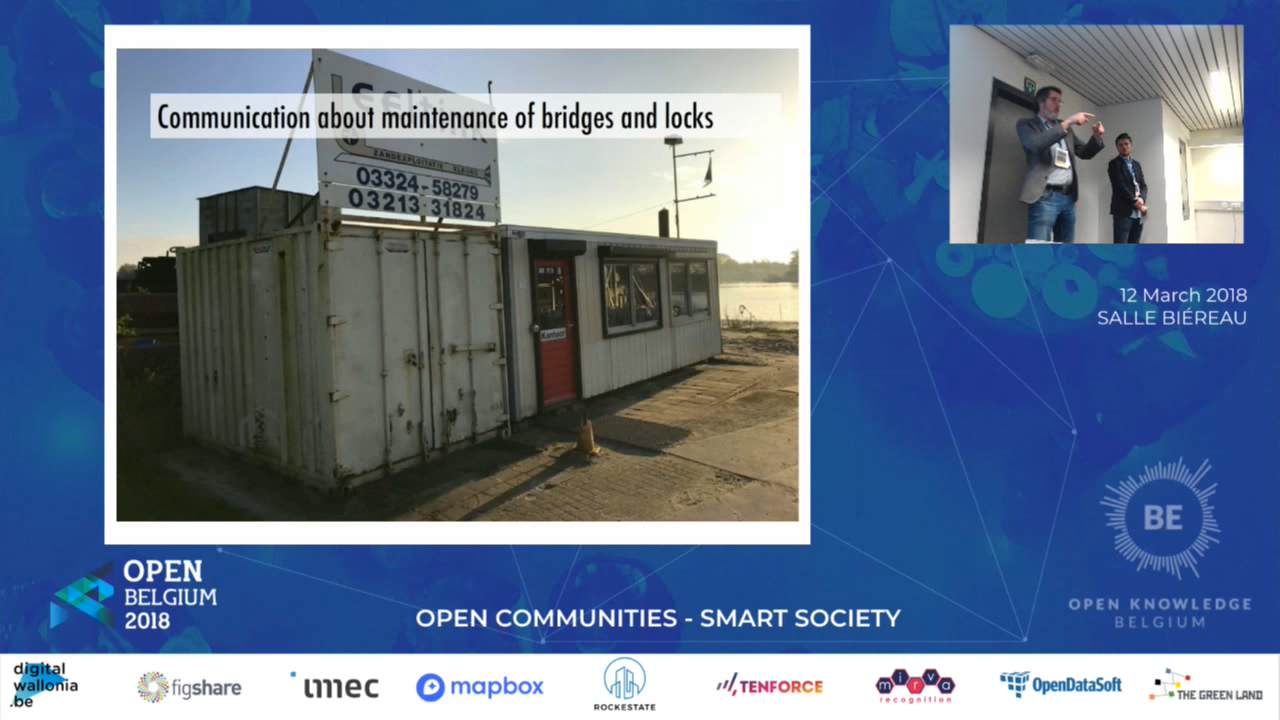 Communication about maintenance of bridges and locks
ZANDEXPLOITATIE
03324-58279
03213-31824
Kantoor
12 March 2018
SALLE BIÉREAU
BE
OPEN KNOWLEDGE
BELGIUM
OPEN
BELGIUM
2018
OPEN COMMUNITIES - SMART SOCIETY
digital
wallonia
.be
figshare
imec
mapbox
ROCKESTATE
TENFORCE
mirva
recognition
OpenDataSoft
THE GREEN LAND